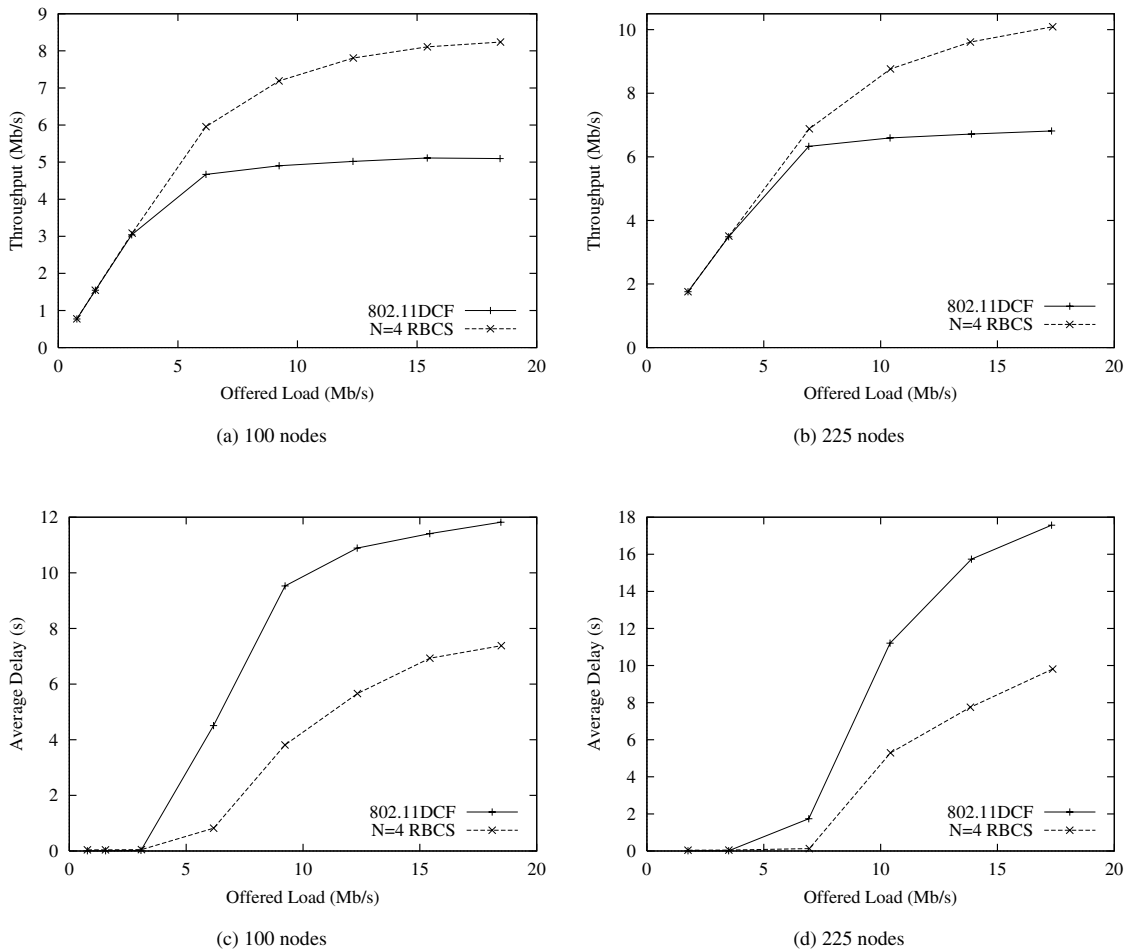 9
8
7
6
5
4
3
2
1
0
0 5 10 15 20
Throughput (Mb/s)
Offered Load (Mb/s)
802.11DCF
N=4 RBCS
(a) 100 nodes
10
8
6
4
2
0
0 5 10 15 20
Throughput (Mb/s)
Offered Load (Mb/s)
802.11DCF
N=4 RBCS
(b) 225 nodes
12
10
8
6
4
2
0
0 5 10 15 20
Average Delay (s)
Offered Load (Mb/s)
802.11DCF
N=4 RBCS
(c) 100 nodes
18
16
14
12
10
8
6
4
2
0
0 5 10 15 20
Average Delay (s)
Offered Load (Mb/s)
802.11DCF
N=4 RBCS
(d) 225 nodes